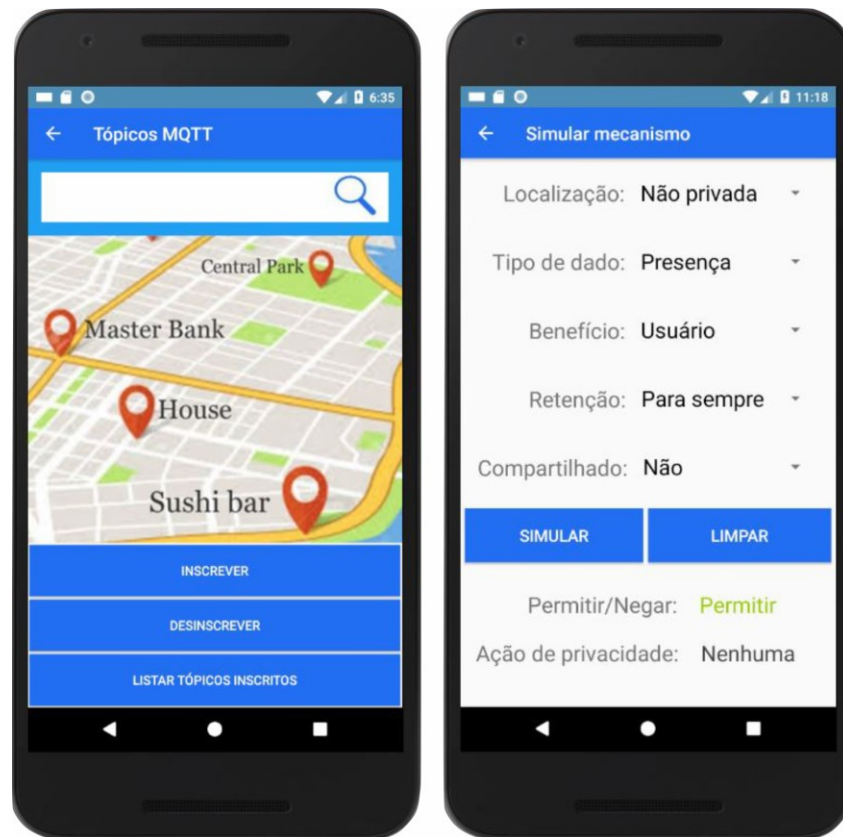 6:35
Tópicos MQTT
Central Park
Master Bank
House
Sushi bar
INSCREVER
DESINSCREVER
LISTAR TÓPICOS INSCRITOS
11:18
Simular mecanismo
Localização: Não privada
Tipo de dado: Presença
Benefício: Usuário
Retenção: Para sempre
Compartilhado: Não
SIMULAR LIMPAR
Permitir/Negar: Permitir
Ação de privacidade: Nenhuma